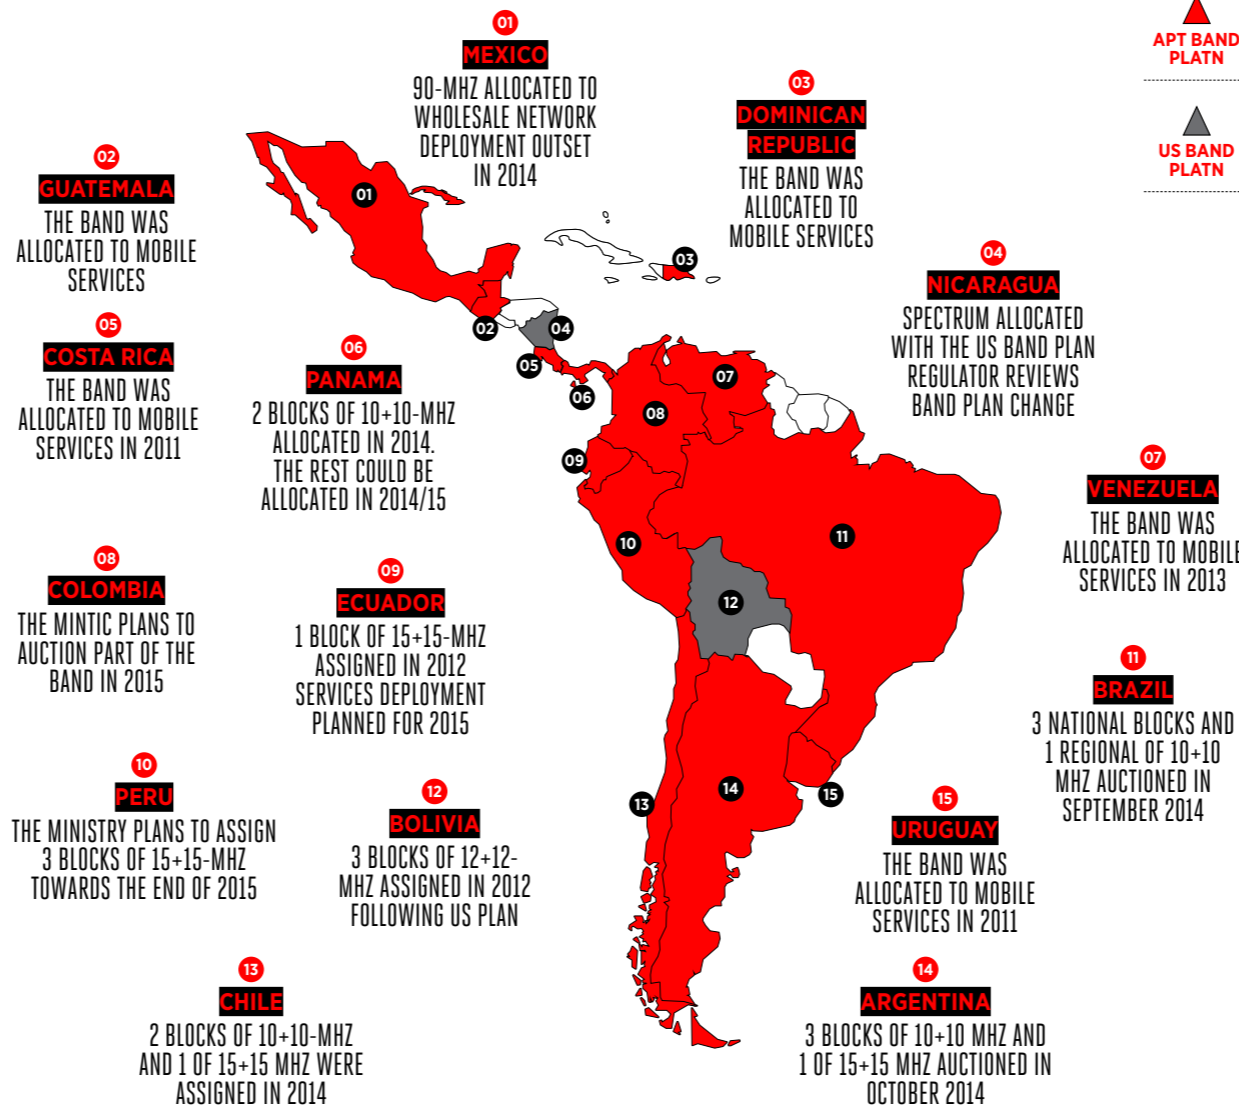 01
MEXICO
90-MHZ ALLOCATED TO
WHOLESALE NETWORK
DEPLOYMENT OUTSET
IN 2014
APT BAND
PLATN
US BAND
PLATN
03
DOMINICAN
REPUBLIC
THE BAND WAS
ALLOCATED TO
MOBILE SERVICES
02
GUATEMALA
THE BAND WAS
ALLOCATED TO MOBILE
SERVICES
04
NICARAGUA
SPECTRUM ALLOCATED
WITH THE US BAND PLAN
REGULATOR REVIEWS
BAND PLAN CHANGE
05
COSTA RICA
THE BAND WAS
ALLOCATED TO MOBILE
SERVICES IN 2011
06
PANAMA
2 BLOCKS OF 10+10-MHZ
ALLOCATED IN 2014.
THE REST COULD BE
ALLOCATED IN 2014/15
07
VENEZUELA
THE BAND WAS
ALLOCATED TO MOBILE
SERVICES IN 2013
08
COLOMBIA
THE MINTIC PLANS TO
AUCTION PART OF THE
BAND IN 2015
09
ECUADOR
1 BLOCK OF 15+15-MHZ
ASSIGNED IN 2012
SERVICES DEPLOYMENT
PLANNED FOR 2015
11
BRAZIL
3 NATIONAL BLOCKS AND
1 REGIONAL OF 10+10
MHZ AUCTIONED IN
SEPTEMBER 2014
10
PERU
THE MINISTRY PLANS TO ASSIGN
3 BLOCKS OF 15+15-MHZ
TOWARDS THE END OF 2015
12
BOLIVIA
3 BLOCKS OF 12+12-
MHZ ASSIGNED IN 2012
FOLLOWING US PLAN
15
URUGUAY
THE BAND WAS
ALLOCATED TO MOBILE
SERVICES IN 2011
13
CHILE
2 BLOCKS OF 10+10-MHZ
AND 1 OF 15+15 MHZ WERE
ASSIGNED IN 2014
14
ARGENTINA
3 BLOCKS OF 10+10 MHZ AND
1 OF 15+15 MHZ AUCTIONED IN
OCTOBER 2014
01
03
02
04
05
06
07
08
09
10
11
12
13
14
15